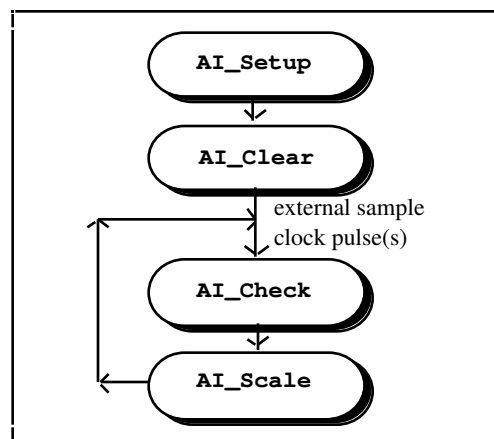 AI_Setup
AI_Clear
external sample
clock pulse(s)
AI_Check
AI_Scale